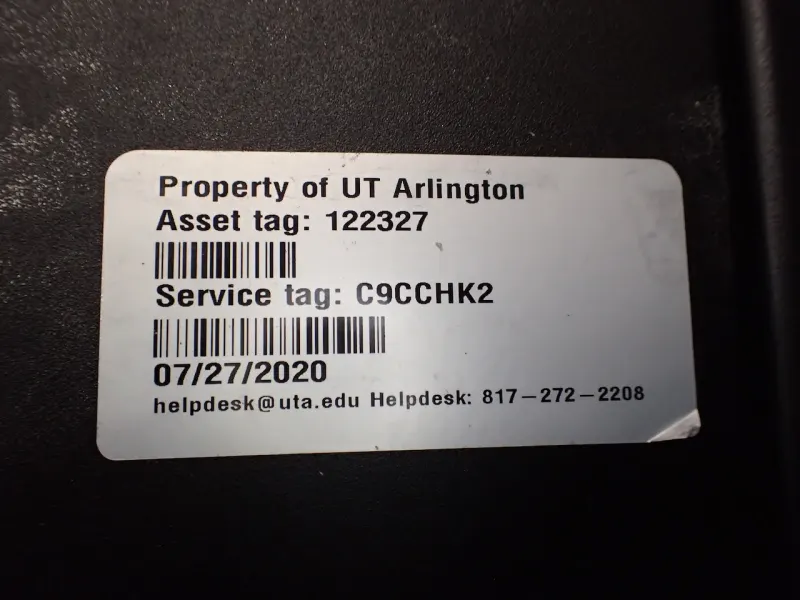 Property of UT Arlington
Asset tag: 122327
Service tag: C9CCHK2
07/27/2020
helpdesk@uta.edu Helpdesk: 817-272-2208